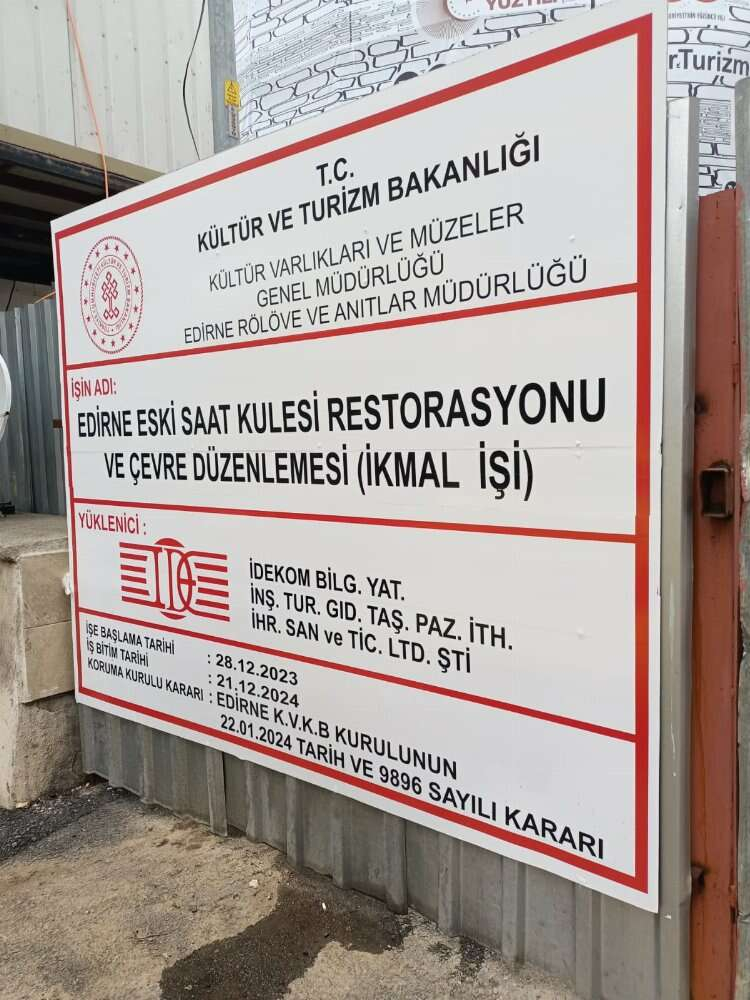 YÜZYILI
r.Turizm
T.C.
KÜLTÜR VE TURİZM BAKANLIĞI
KÜLTÜR VARLIKLARI VE MÜZELER
GENEL MÜDÜRLÜĞÜ
EDİRNE RÖLÖVE VE ANITLAR MÜDÜRLÜĞÜ
İŞİN ADI:
EDİRNE ESKİ SAAT KULESİ RESTORASYONU
VE ÇEVRE DÜZENLEMESİ (İKMAL İŞİ)
YÜKLENİCİ :
IDE
İDEKOM BİLG. YAT.
İNŞ. TUR. GID. TAŞ. PAZ. İTH.
İHR. SAN ve TİC. LTD. ŞTİ
İŞE BAŞLAMA TARİHİ : 28.12.2023
İŞ BİTİM TARİHİ : 21.12.2024
KORUMA KURULU KARARI : EDİRNE K.V.K.B KURULUNUN
22.01.2024 TARİH VE 9896 SAYILI KARARI